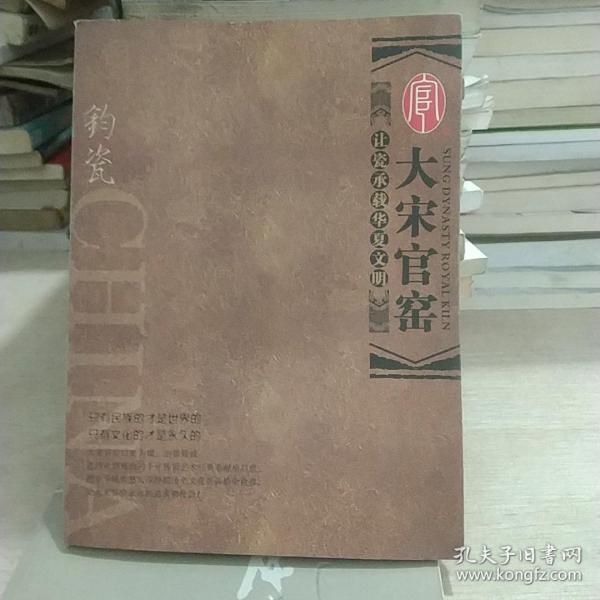 官
大宋官窑
SUNG DYNASTY ROYAL KILN
让瓷承载华夏文明
钧瓷
CHINA
只有民族的才是世界的
只有文化的才是永久的
孔夫子旧书网
www.kongfz.com